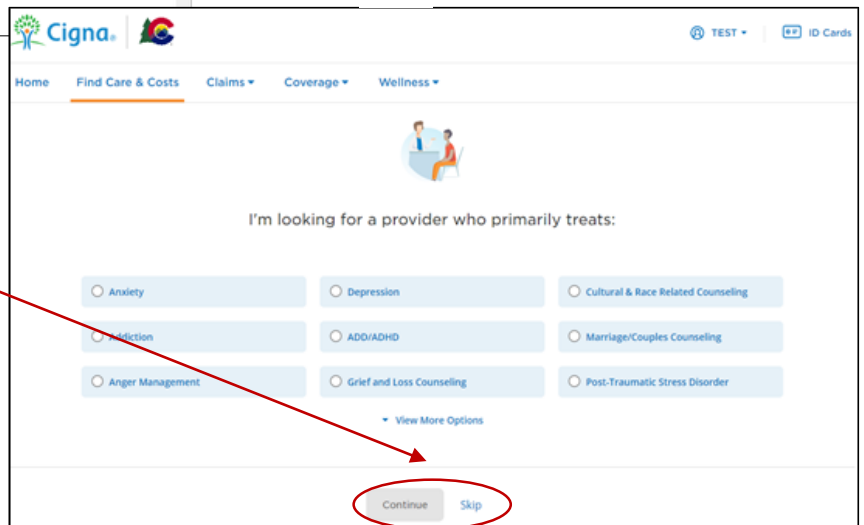 Cigna. TEST ID Cards
Home Find Care & Costs Claims Coverage Wellness
I'm looking for a provider who primarily treats:
Anxiety Depression Cultural & Race Related Counseling
Addiction ADD/ADHD Marriage/Couples Counseling
Anger Management Grief and Loss Counseling Post-Traumatic Stress Disorder
View More Options
Continue Skip